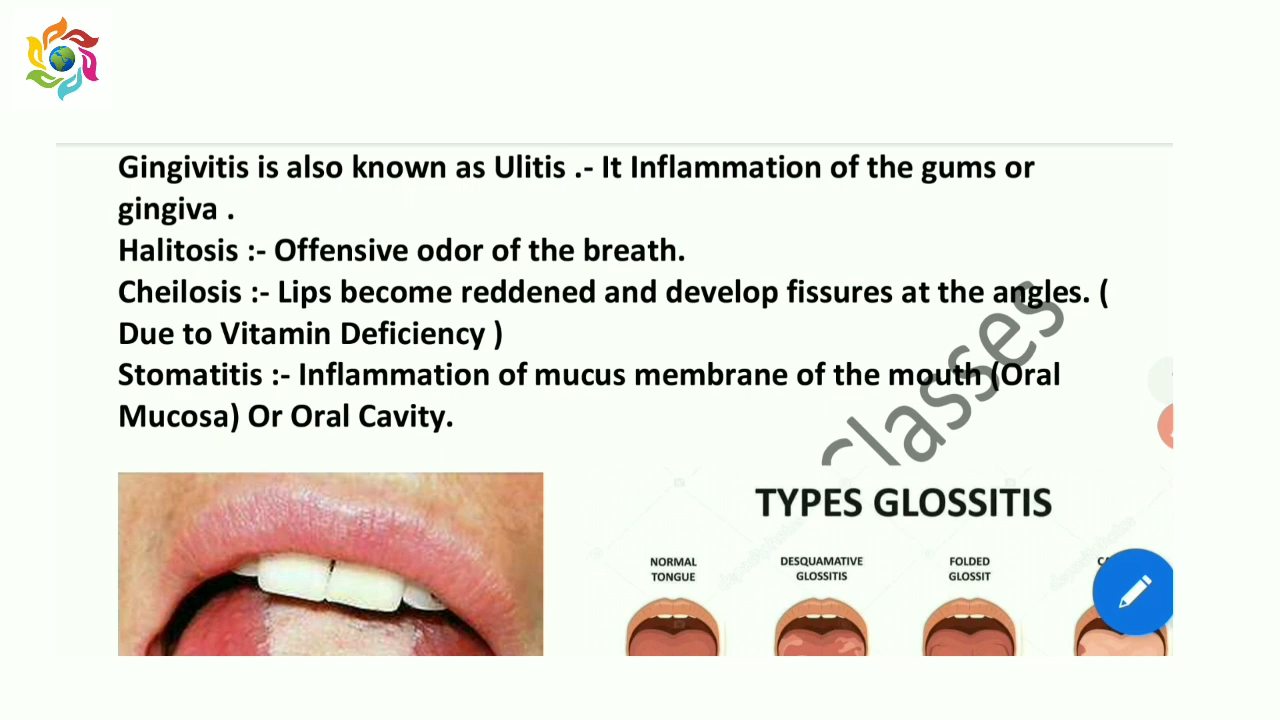 Gingivitis is also known as Ulitis .- It Inflammation of the gums or
gingiva .
Halitosis :- Offensive odor of the breath.
Cheilosis :- Lips become reddened and develop fissures at the angles. (
Due to Vitamin Deficiency )
Stomatitis :- Inflammation of mucus membrane of the mouth (Oral
Mucosa) Or Oral Cavity.
Classes
TYPES GLOSSITIS
NORMAL
TONGUE
DESQUAMATIVE
GLOSSITIS
FOLDED
GLOSSIT